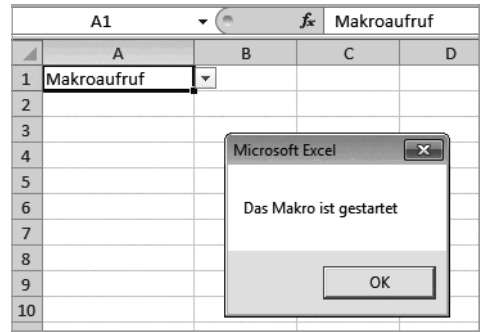 A1 fx Makroaufruf
A B C D
1 Makroaufruf
2
3
4
5
6
7
8
9
10
Microsoft Excel
Das Makro ist gestartet
OK